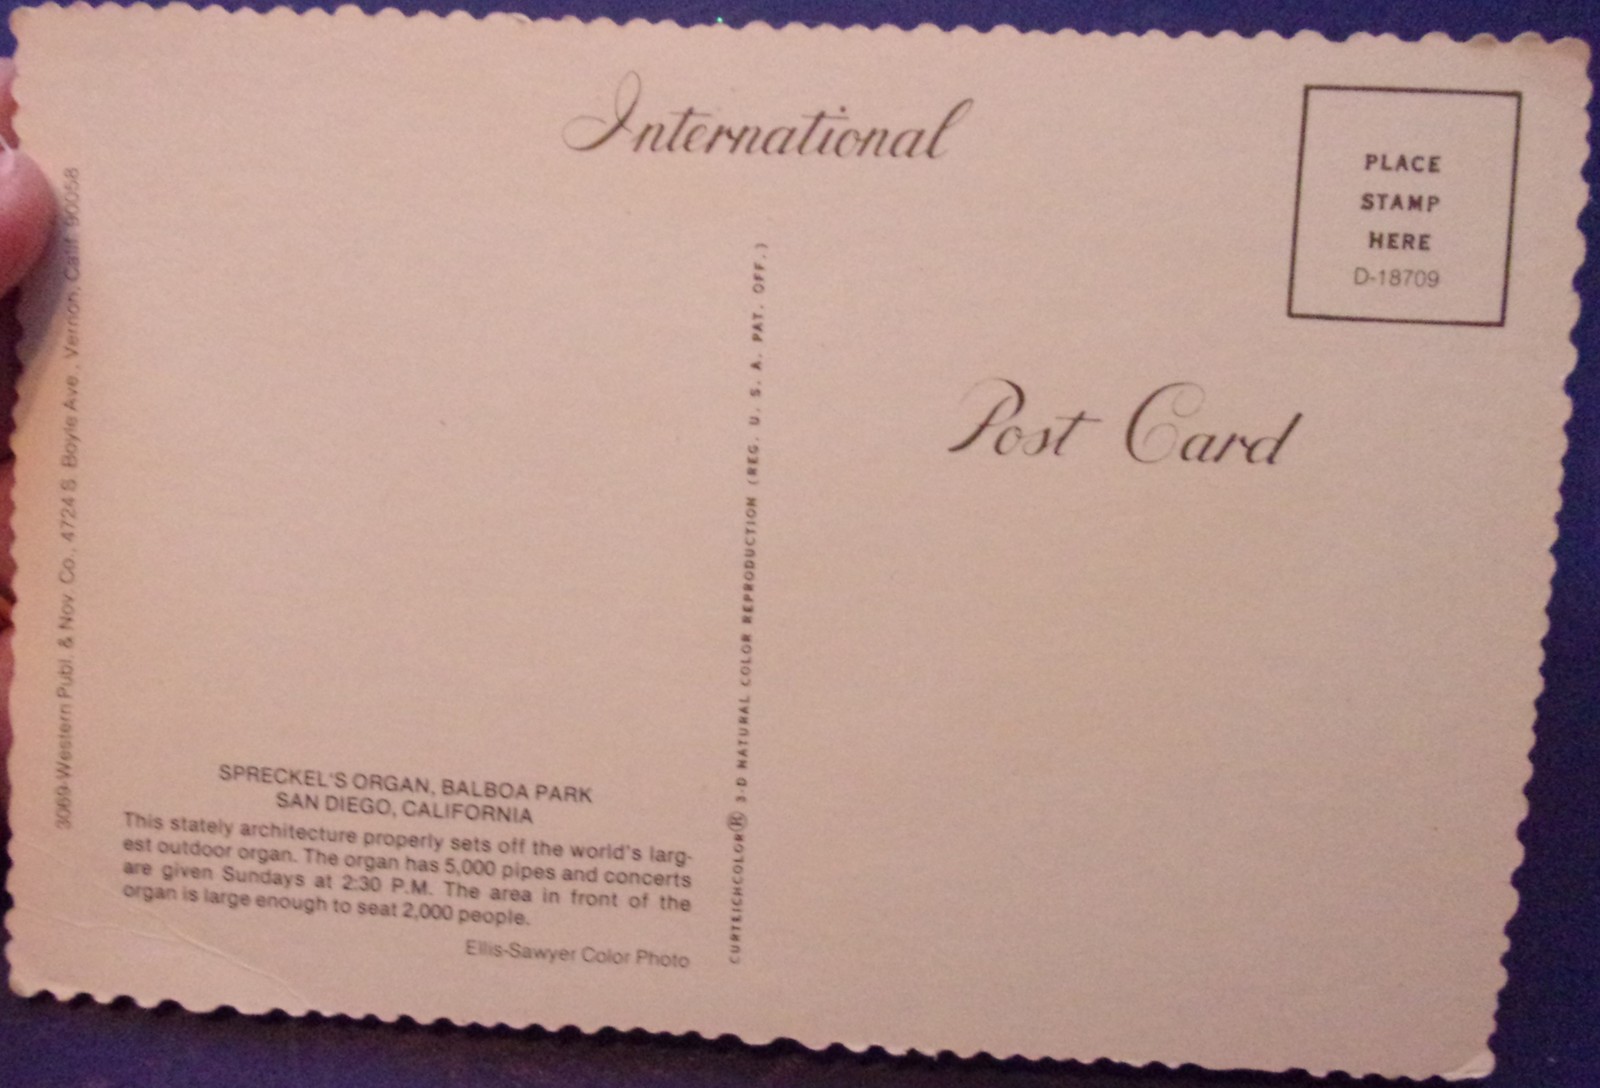 International
PLACE
STAMP
HERE
D-18709
Post Card
3069-Western Publ. & Nov. Co., 4724 S. Boyle Ave., Vernon, Calif. 90058
CURTEICHCOLOR® 3-D NATURAL COLOR REPRODUCTION (REG. U. S. A. PAT. OFF.)
SPRECKEL'S ORGAN, BALBOA PARK
SAN DIEGO, CALIFORNIA
This stately architecture properly sets off the world's larg-
est outdoor organ. The organ has 5,000 pipes and concerts
are given Sundays at 2:30 P.M. The area in front of the
organ is large enough to seat 2,000 people.
Ellis-Sawyer Color Photo